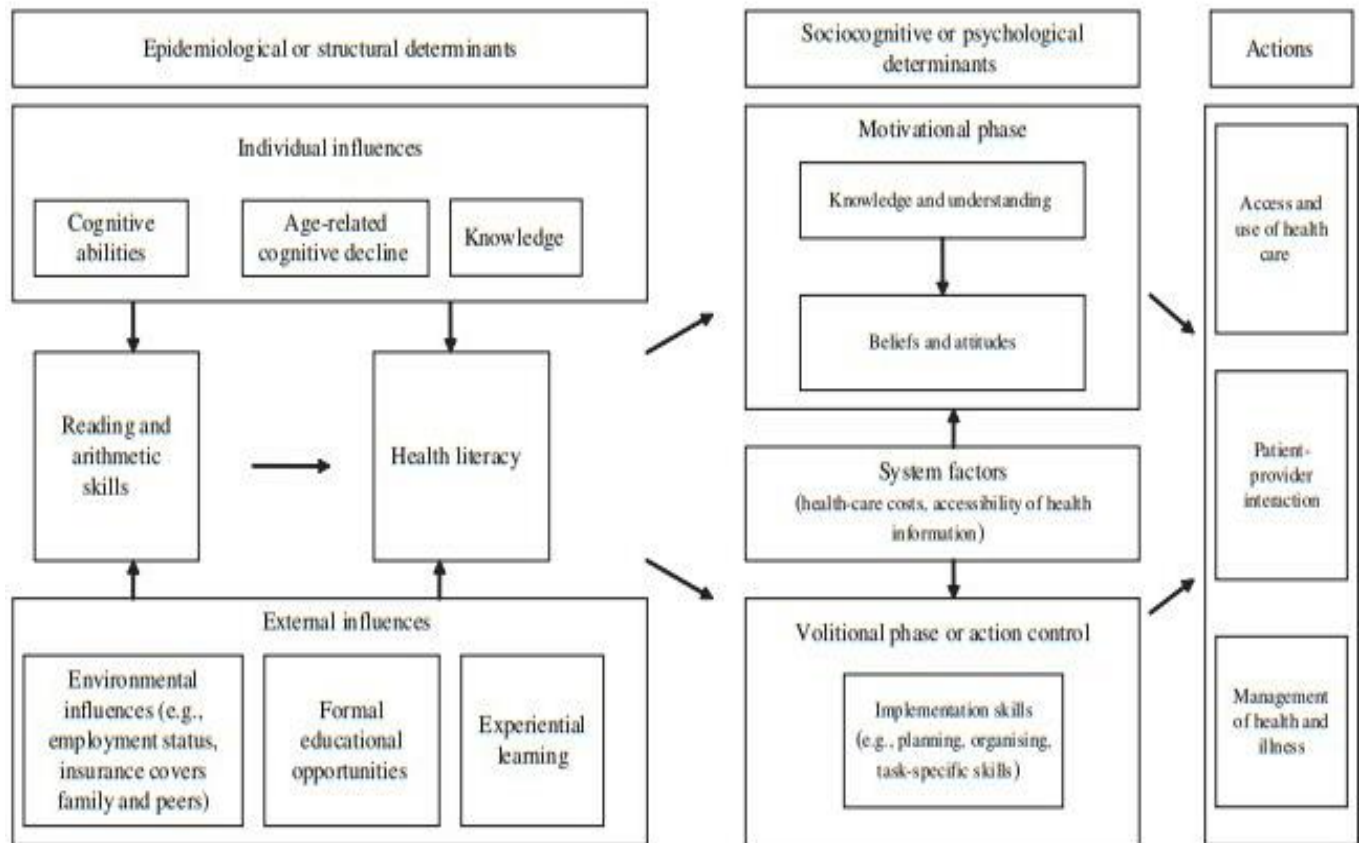 Epidemiological or structural determinants
Sociocognitive or psychological
determinants
Actions
Individual influences
Cognitive
abilities
Age-related
cognitive decline
Knowledge
Reading and
arithmetic
skills
Health literacy
External influences
Environmental
influences (e.g.,
employment status,
insurance covers
family and peers)
Formal
educational
opportunities
Experiential
learning
Motivational phase
Knowledge and understanding
Beliefs and attitudes
System factors
(health-care costs, accessibility of health
information)
Volitional phase or action control
Implementation skills
(e.g., planning, organising,
task-specific skills)
Access and
use of health
care
Patient-
provider
interaction
Management
of health and
illness